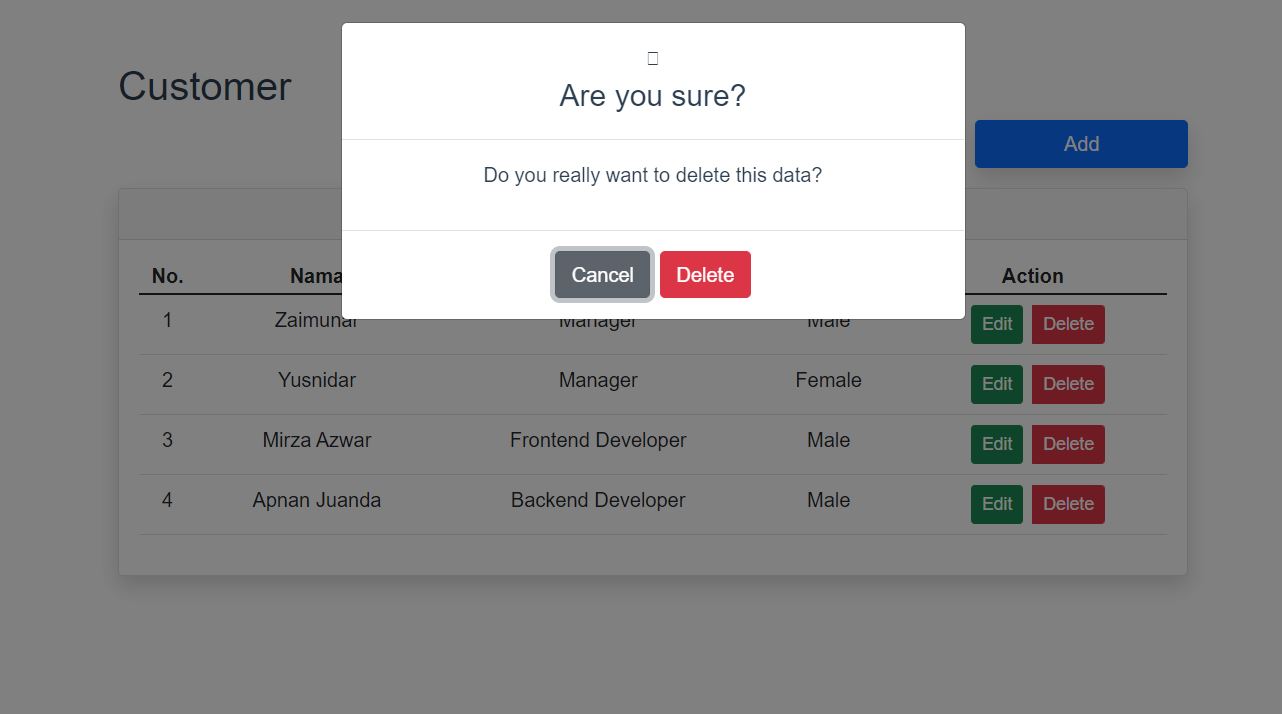 Are you sure?
Customer
Add
Do you really want to delete this data?
Cancel Delete
No. Nama Action
1 Zaimunar Manager Male Edit Delete
2 Yusnidar Manager Female Edit Delete
3 Mirza Azwar Frontend Developer Male Edit Delete
4 Apnan Juanda Backend Developer Male Edit Delete